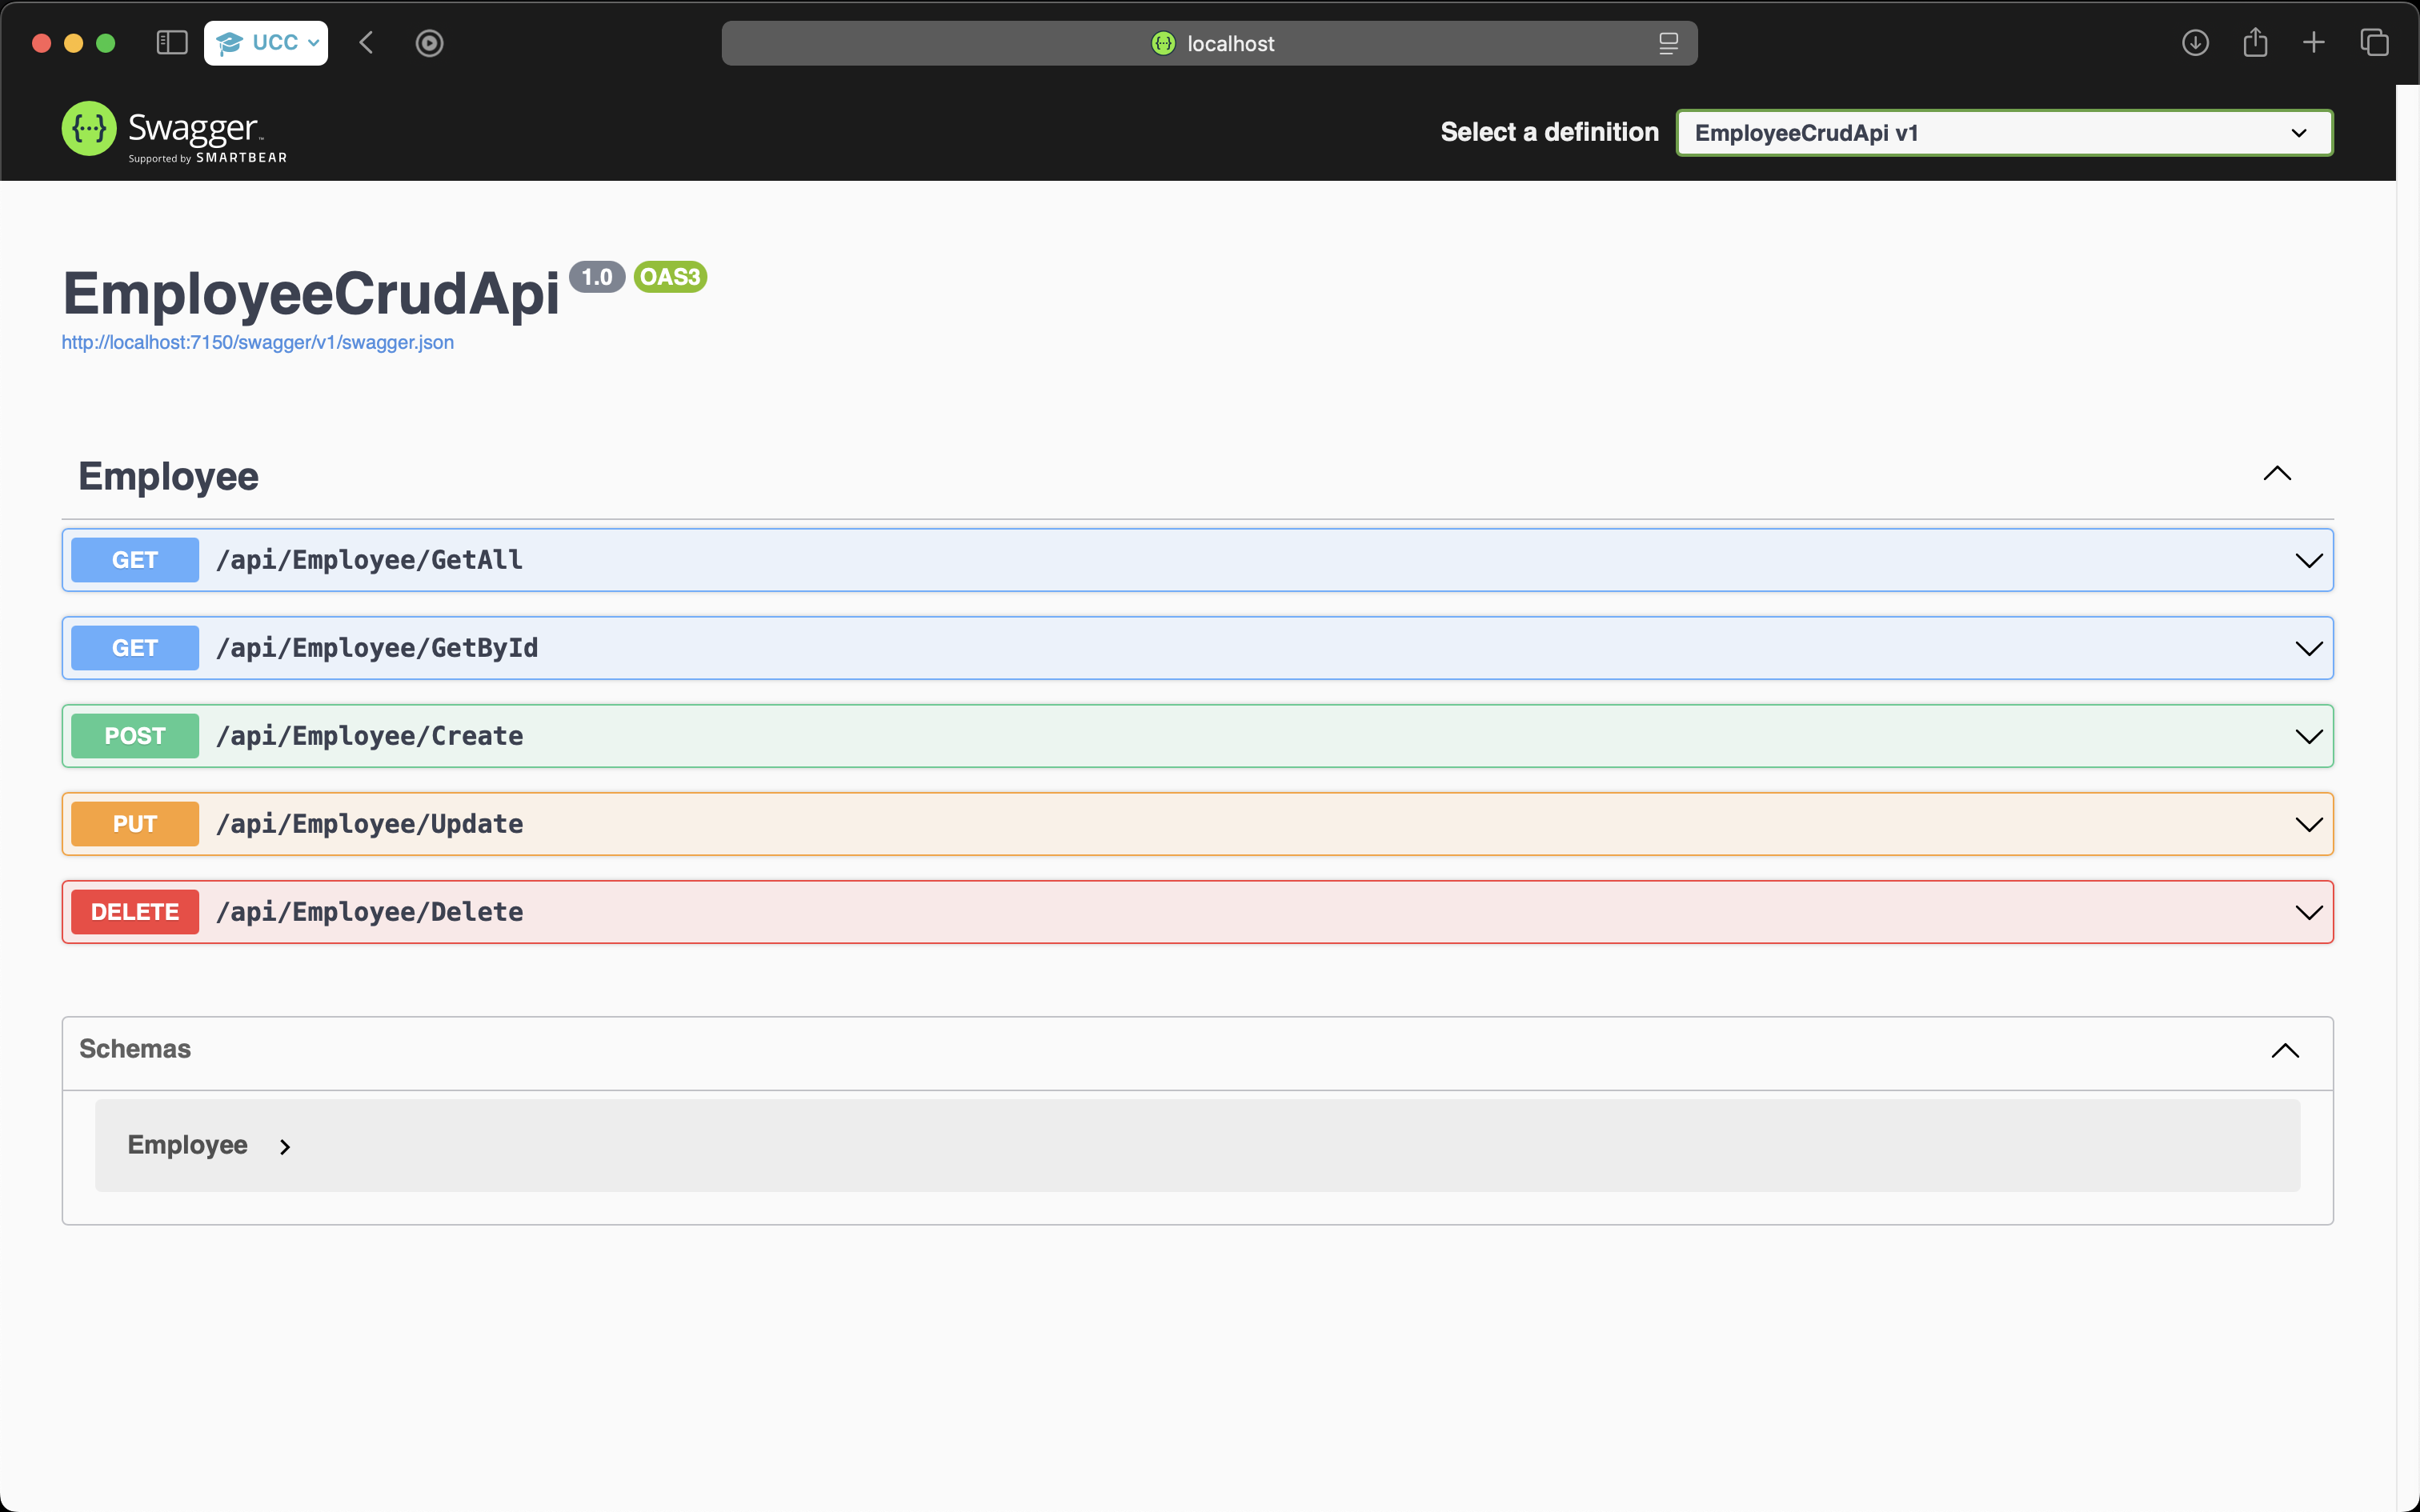 UCC
localhost
Swagger™
Supported by SMARTBEAR
Select a definition
EmployeeCrudApi v1
EmployeeCrudApi 1.0 OAS3
http://localhost:7150/swagger/v1/swagger.json
Employee
GET /api/Employee/GetAll
GET /api/Employee/GetById
POST /api/Employee/Create
PUT /api/Employee/Update
DELETE /api/Employee/Delete
Schemas
Employee